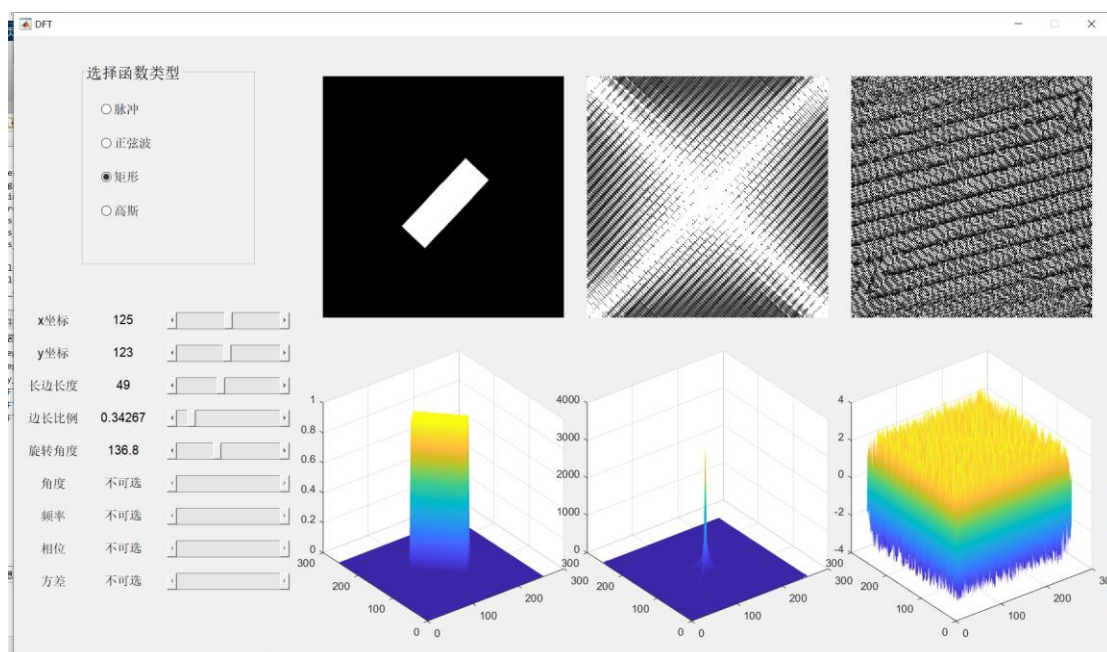 DFT
选择函数类型
脉冲
正弦波
矩形
高斯
x坐标 125
y坐标 123
长边长度 49
边长比例 0.34267
旋转角度 136.8
角度 不可选
频率 不可选
相位 不可选
方差 不可选
1
0.8
0.6
0.4
0.2
0
300
200
100
0
0
100
200
300
4000
3000
2000
1000
0
300
200
100
0
0
100
200
300
4
2
0
-2
-4
300
200
100
0
0
100
200
300